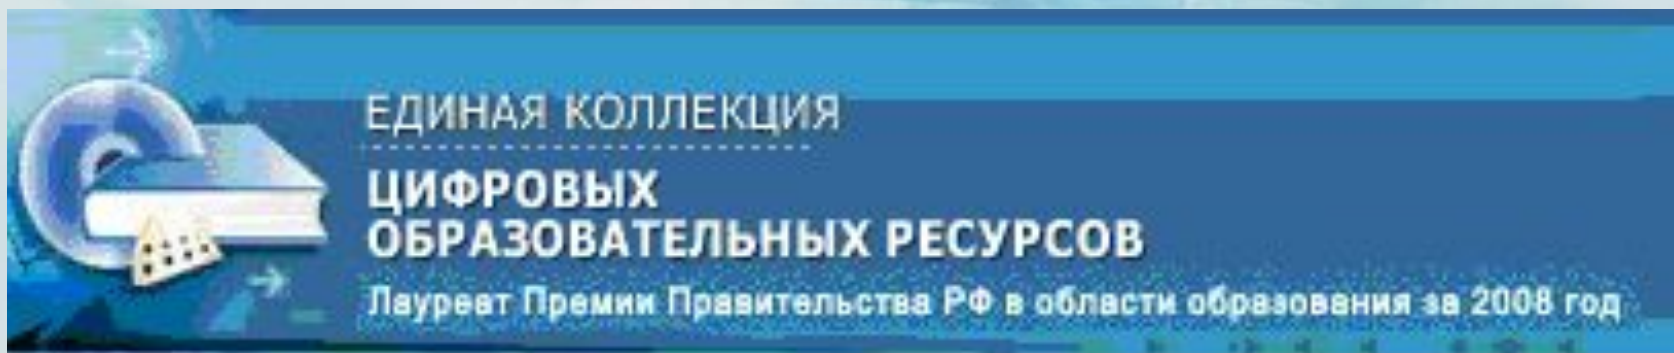 ЕДИНАЯ КОЛЛЕКЦИЯ
ЦИФРОВЫХ
ОБРАЗОВАТЕЛЬНЫХ РЕСУРСОВ
Лауреат Премии Правительства РФ в области образования за 2008 год